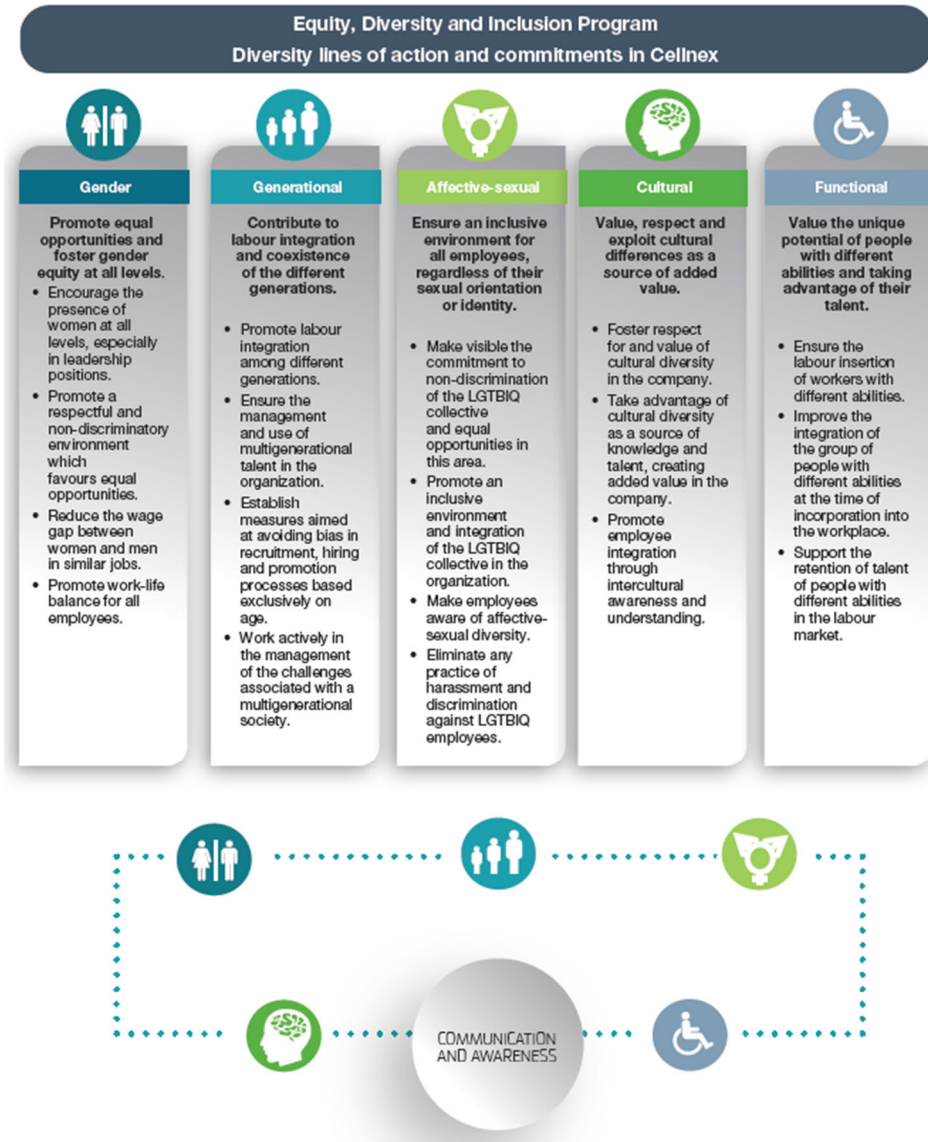 Equity, Diversity and Inclusion Program
Diversity lines of action and commitments in Cellnex
Gender
Promote equal
opportunities and
foster gender
equity at all levels.
• Encourage the
presence of
women at all
levels, especially
in leadership
positions.
• Promote a
respectful and
non-discriminatory
environment
which
favours equal
opportunities.
• Reduce the wage
gap between
women and men
in similar jobs.
• Promote work-life
balance for all
employees.
Generational
Contribute to
labour integration
and coexistence
of the different
generations.
• Promote labour
integration
among different
generations.
• Ensure the
management
and use of
multigenerational
talent in the
organization.
• Establish
measures aimed
at avoiding bias in
recruitment, hiring
and promotion
processes based
exclusively on
age.
• Work actively in
the management
of the challenges
associated with a
multigenerational
society.
Affective-sexual
Ensure an inclusive
environment for
all employees,
regardless of their
sexual orientation
or identity.
• Make visible the
commitment to
non-discrimination
of the LGTBIQ
collective
and equal
opportunities in
this area.
• Promote an
inclusive
environment
and integration
of the LGTBIQ
collective in the
organization.
• Make employees
aware of affective-
sexual diversity.
• Eliminate any
practice of
harassment and
discrimination
against LGTBIQ
employees.
Cultural
Value, respect and
exploit cultural
differences as a
source of added
value.
• Foster respect
for and value of
cultural diversity
in the company.
• Take advantage of
cultural diversity
as a source of
knowledge and
talent, creating
added value in the
company.
• Promote
employee
integration
through
intercultural
awareness and
understanding.
Functional
Value the unique
potential of people
with different
abilities and taking
advantage of their
talent.
• Ensure the
labour insertion
of workers with
different abilities.
• Improve the
integration of
the group of
people with
different abilities
at the time of
incorporation into
the workplace.
• Support the
retention of talent
of people with
different abilities
in the labour
market.
COMMUNICATION
AND AWARENESS